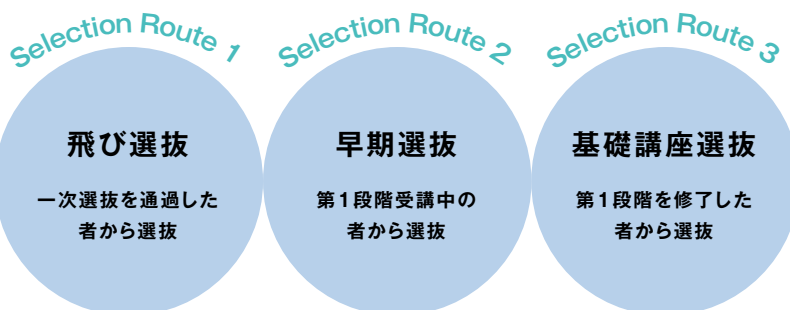 Selection Route 1
飛び選抜
一次選抜を通過した
者から選抜
Selection Route 2
早期選抜
第1段階受講中の
者から選抜
Selection Route 3
基礎講座選抜
第1段階を修了した
者から選抜